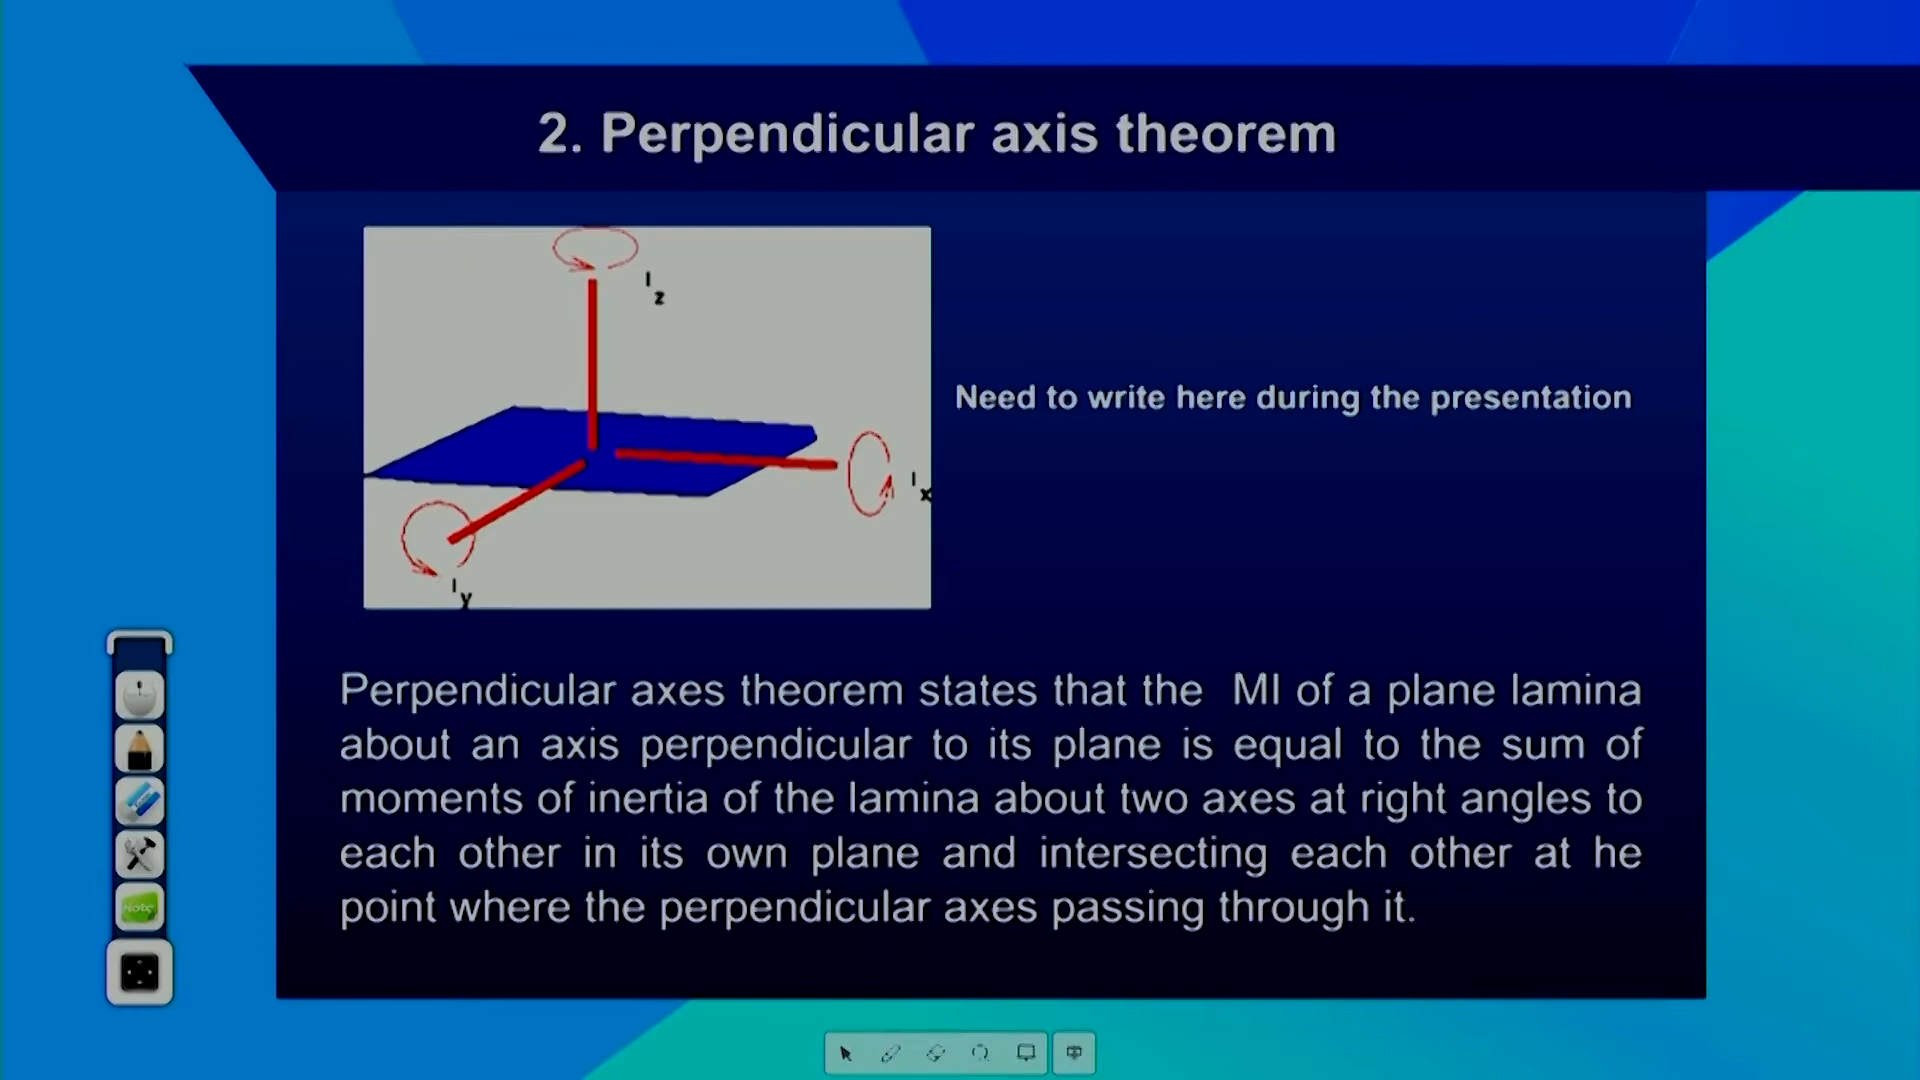 2. Perpendicular axis theorem
I
z
Need to write here during the presentation
I
x
I
y
Perpendicular axes theorem states that the MI of a plane lamina
about an axis perpendicular to its plane is equal to the sum of
moments of inertia of the lamina about two axes at right angles to
each other in its own plane and intersecting each other at he
point where the perpendicular axes passing through it.
Note